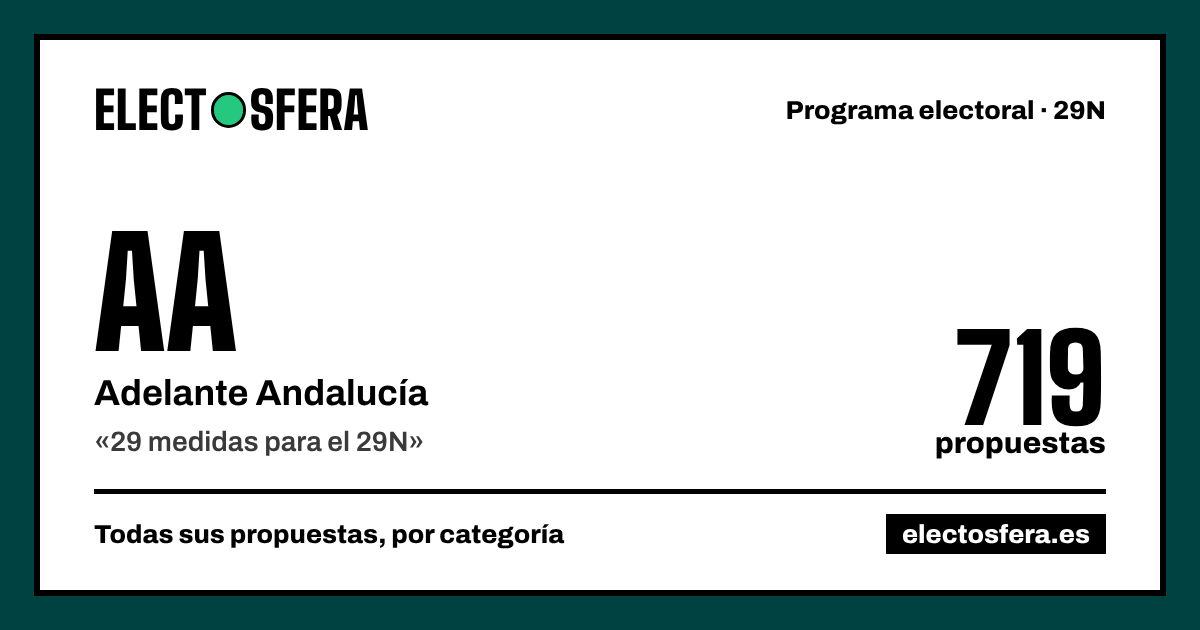 ELECTOSFERA
Programa electoral · 29N
AA
Adelante Andalucía
«29 medidas para el 29N»
719
propuestas
Todas sus propuestas, por categoría
electosfera.es